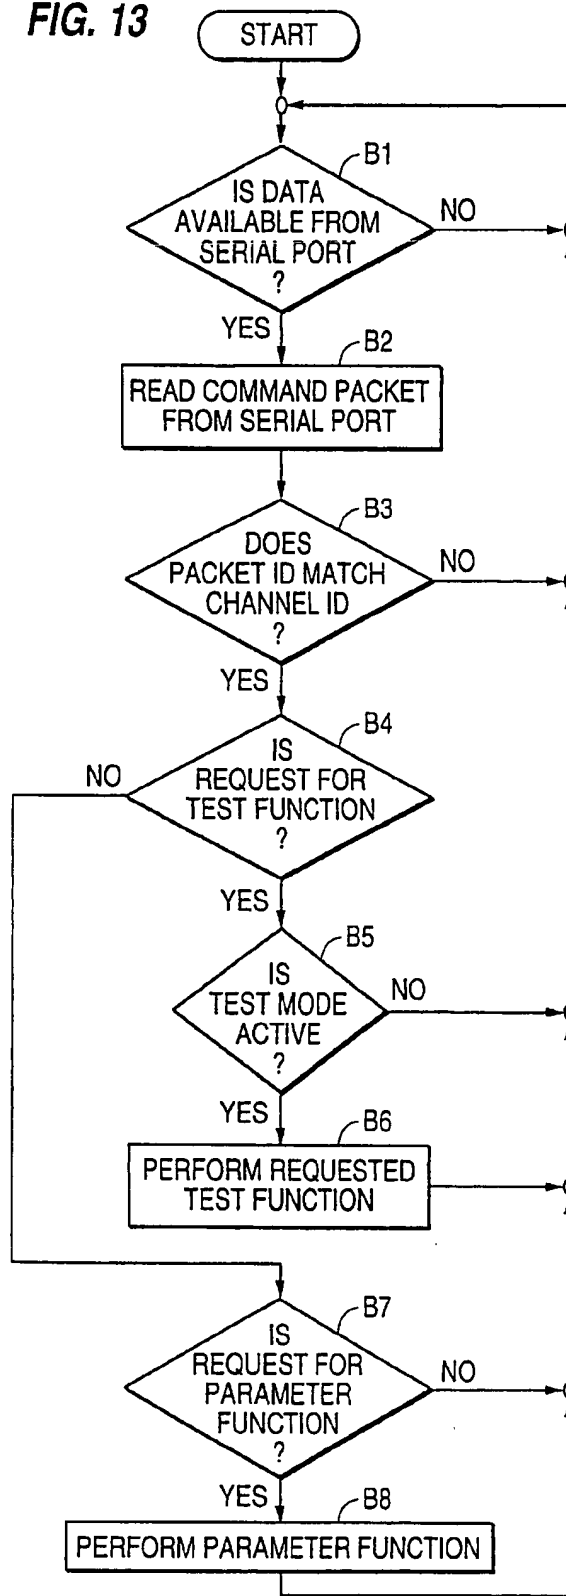 FIG. 13
START
B1
IS DATA
AVAILABLE FROM
SERIAL PORT
?
NO
YES
B2
READ COMMAND PACKET
FROM SERIAL PORT
B3
DOES
PACKET ID MATCH
CHANNEL ID
?
NO
YES
B4
IS
REQUEST FOR
TEST FUNCTION
?
NO
YES
B5
IS
TEST MODE
ACTIVE
?
NO
YES
B6
PERFORM REQUESTED
TEST FUNCTION
B7
IS
REQUEST FOR
PARAMETER
FUNCTION
?
NO
YES
B8
PERFORM PARAMETER FUNCTION